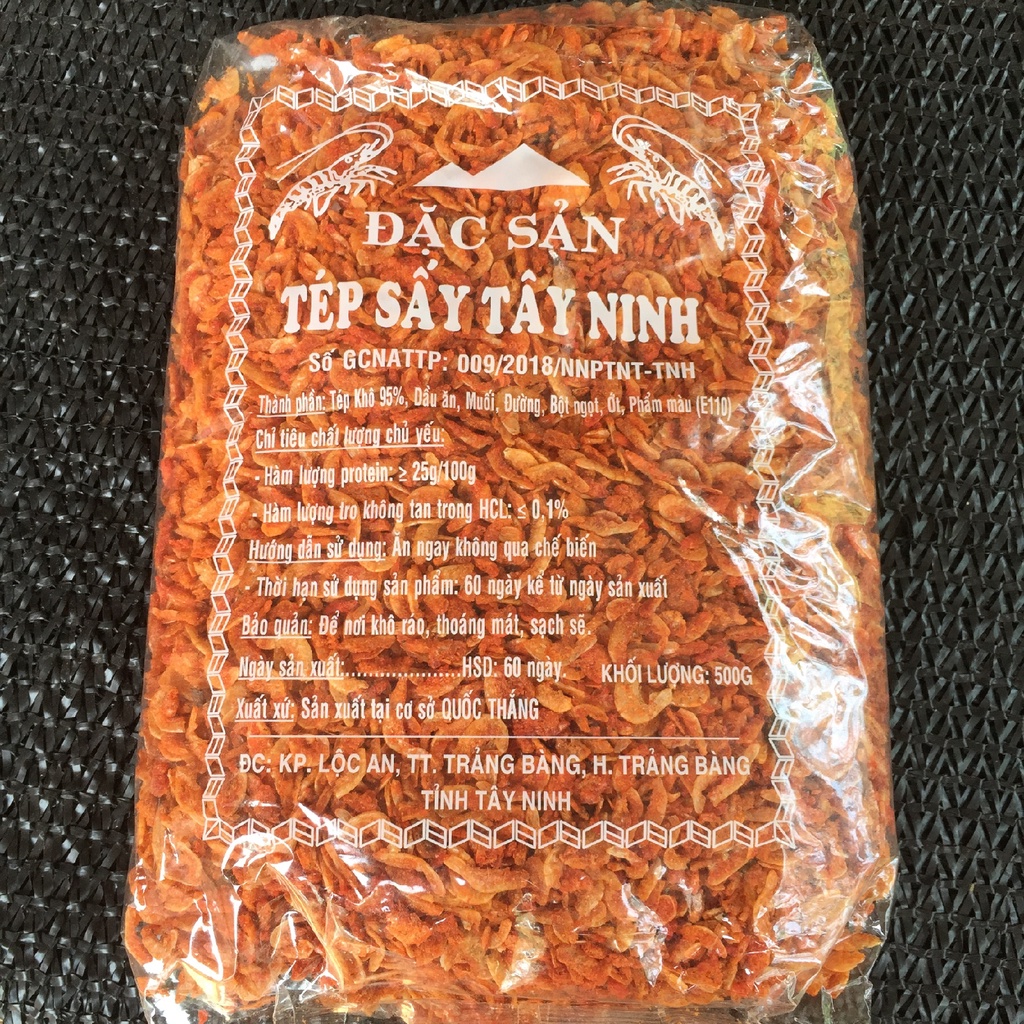 ĐẶC SẢN
TÉP SẤY TÂY NINH
Số GCNATTP: 009/2018/NNPTNT-TNH
Thành phần: Tép Khô 95%, Dầu ăn, Muối, Đường, Bột ngọt, Ớt, Phẩm màu (E110)
Chỉ tiêu chất lượng chủ yếu:
- Hàm lượng protein: ≥ 25g/100g
- Hàm lượng tro không tan trong HCL: ≤ 0,1%
Hướng dẫn sử dụng: Ăn ngay không qua chế biến
- Thời hạn sử dụng sản phẩm: 60 ngày kể từ ngày sản xuất
Bảo quản: Để nơi khô ráo, thoáng mát, sạch sẽ.
Ngày sản xuất:.....................HSD: 60 ngày. KHỐI LƯỢNG: 500G
Xuất xứ: Sản xuất tại cơ sở QUỐC THẮNG
ĐC: KP. LỘC AN, TT. TRẢNG BÀNG, H. TRẢNG BÀNG
TỈNH TÂY NINH